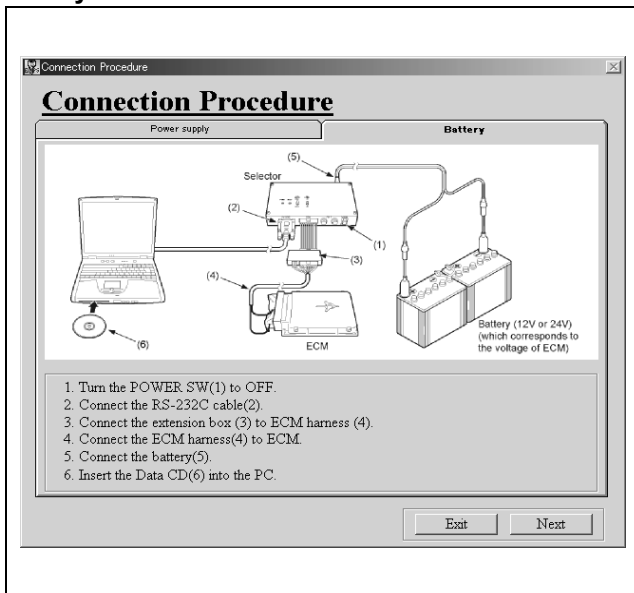 Connection Procedure
Connection Procedure
Power supply
Battery
(5)
Selector
(2)
(1)
(3)
(4)
(6)
ECM
Battery (12V or 24V)
(which corresponds to
the voltage of ECM)
1. Turn the POWER SW(1) to OFF.
2. Connect the RS-232C cable(2).
3. Connect the extension box (3) to ECM harness (4).
4. Connect the ECM harness(4) to ECM.
5. Connect the battery(5).
6. Insert the Data CD(6) into the PC.
Exit
Next